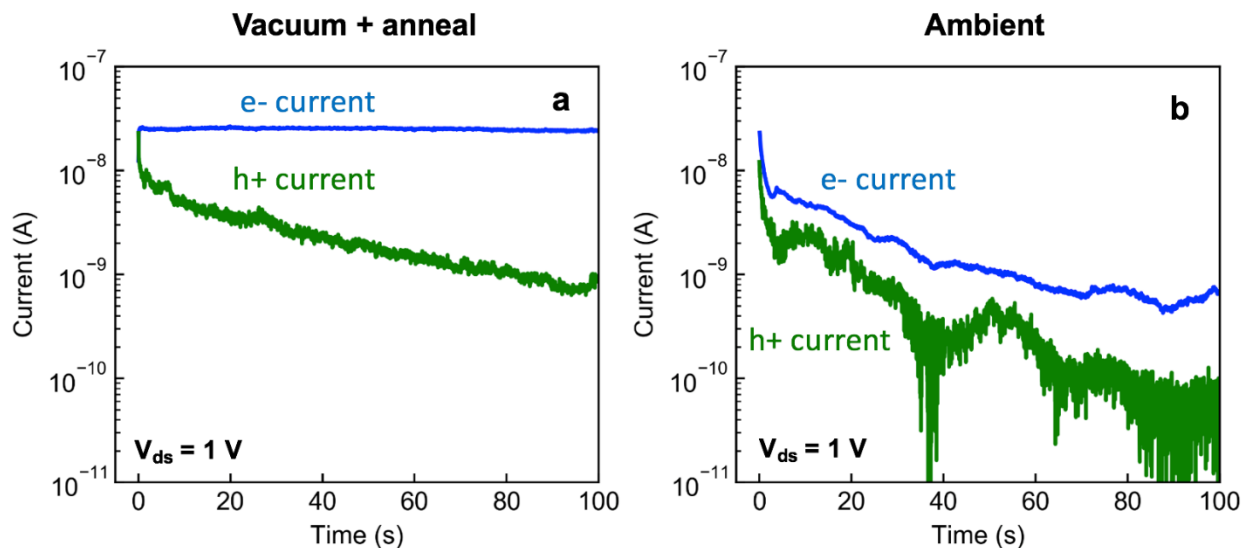 Vacuum + anneal
10⁻⁷
10⁻⁸
10⁻⁹
10⁻¹⁰
10⁻¹¹
Current (A)
a
e- current
h+ current
V_ds = 1 V
0 20 40 60 80 100
Time (s)
Ambient
10⁻⁷
10⁻⁸
10⁻⁹
10⁻¹⁰
10⁻¹¹
Current (A)
b
e- current
h+ current
V_ds = 1 V
0 20 40 60 80 100
Time (s)